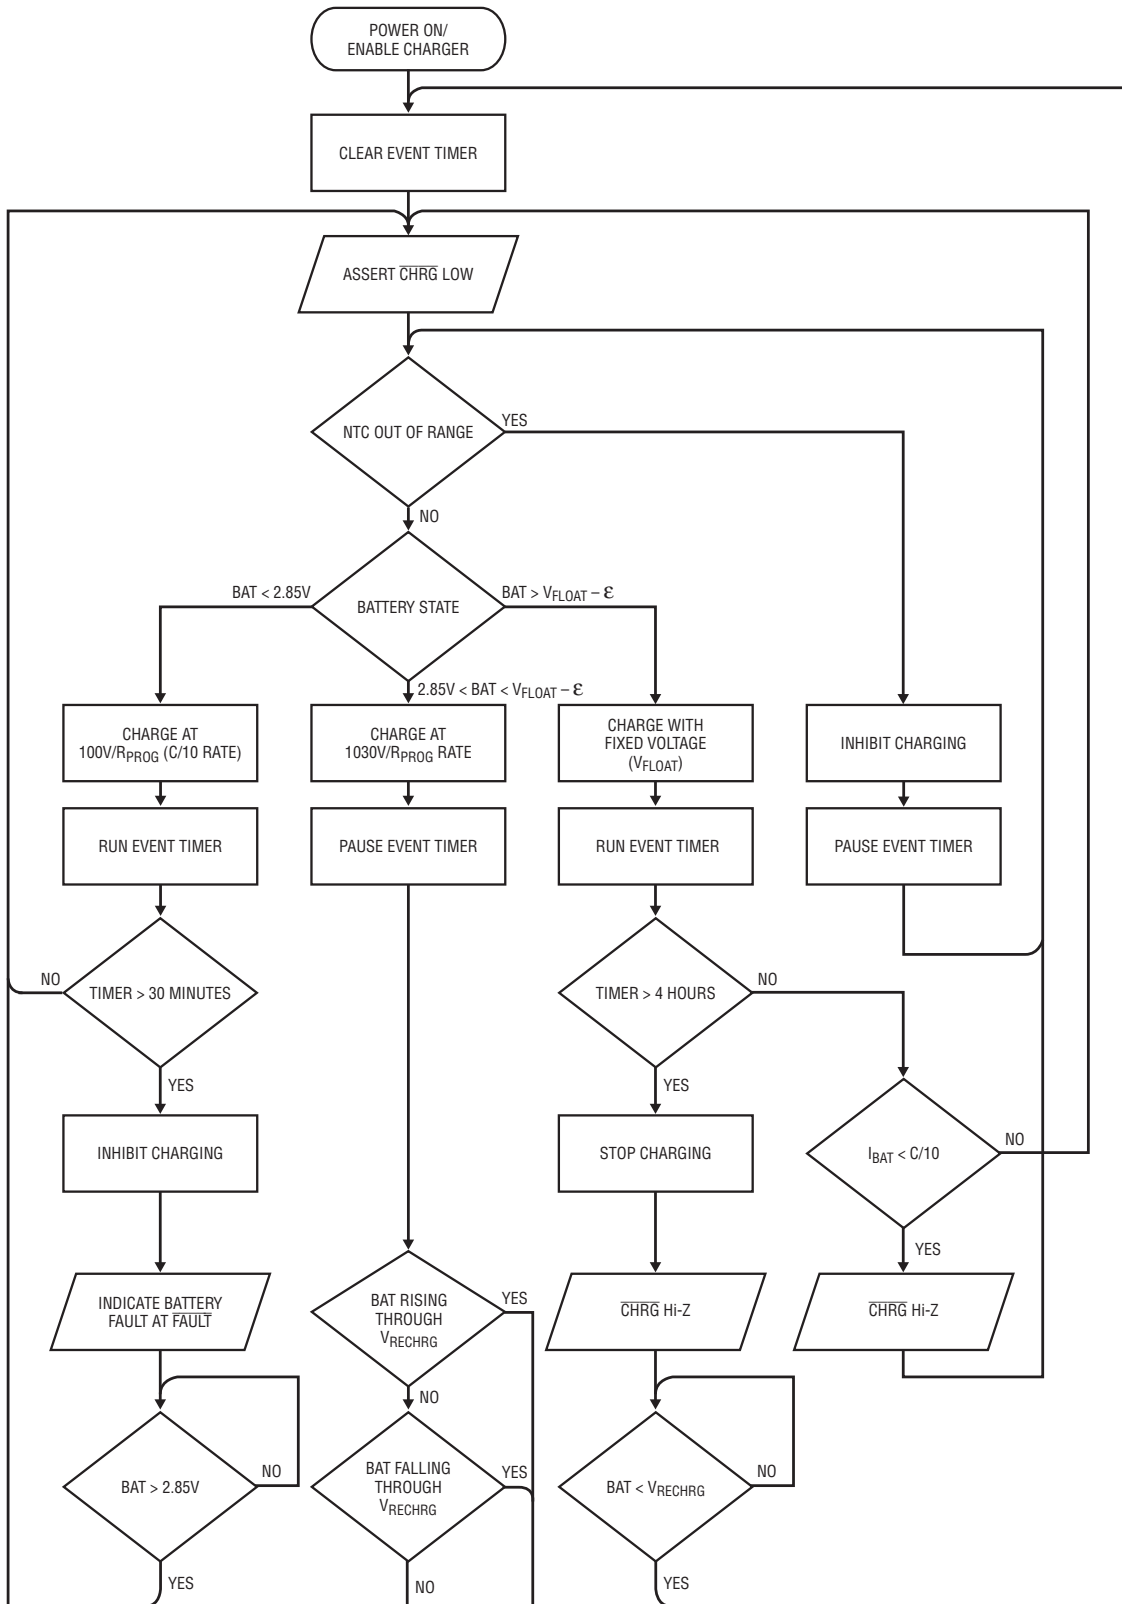 POWER ON/
ENABLE CHARGER
CLEAR EVENT TIMER
ASSERT C̅H̅R̅G̅ LOW
NTC OUT OF RANGE
YES
NO
BATTERY STATE
BAT < 2.85V
BAT > VFLOAT – ε
2.85V < BAT < VFLOAT – ε
CHARGE AT
100V/RPROG (C/10 RATE)
CHARGE AT
1030V/RPROG RATE
CHARGE WITH
FIXED VOLTAGE
(VFLOAT)
INHIBIT CHARGING
RUN EVENT TIMER
PAUSE EVENT TIMER
RUN EVENT TIMER
PAUSE EVENT TIMER
NO
TIMER > 30 MINUTES
TIMER > 4 HOURS
NO
YES
YES
INHIBIT CHARGING
STOP CHARGING
IBAT < C/10
NO
YES
INDICATE BATTERY
FAULT AT F̅A̅U̅L̅T̅
BAT RISING
THROUGH
VRECHRG
YES
C̅H̅R̅G̅ Hi-Z
C̅H̅R̅G̅ Hi-Z
NO
BAT > 2.85V
NO
BAT FALLING
THROUGH
VRECHRG
YES
BAT < VRECHRG
NO
YES
NO
YES